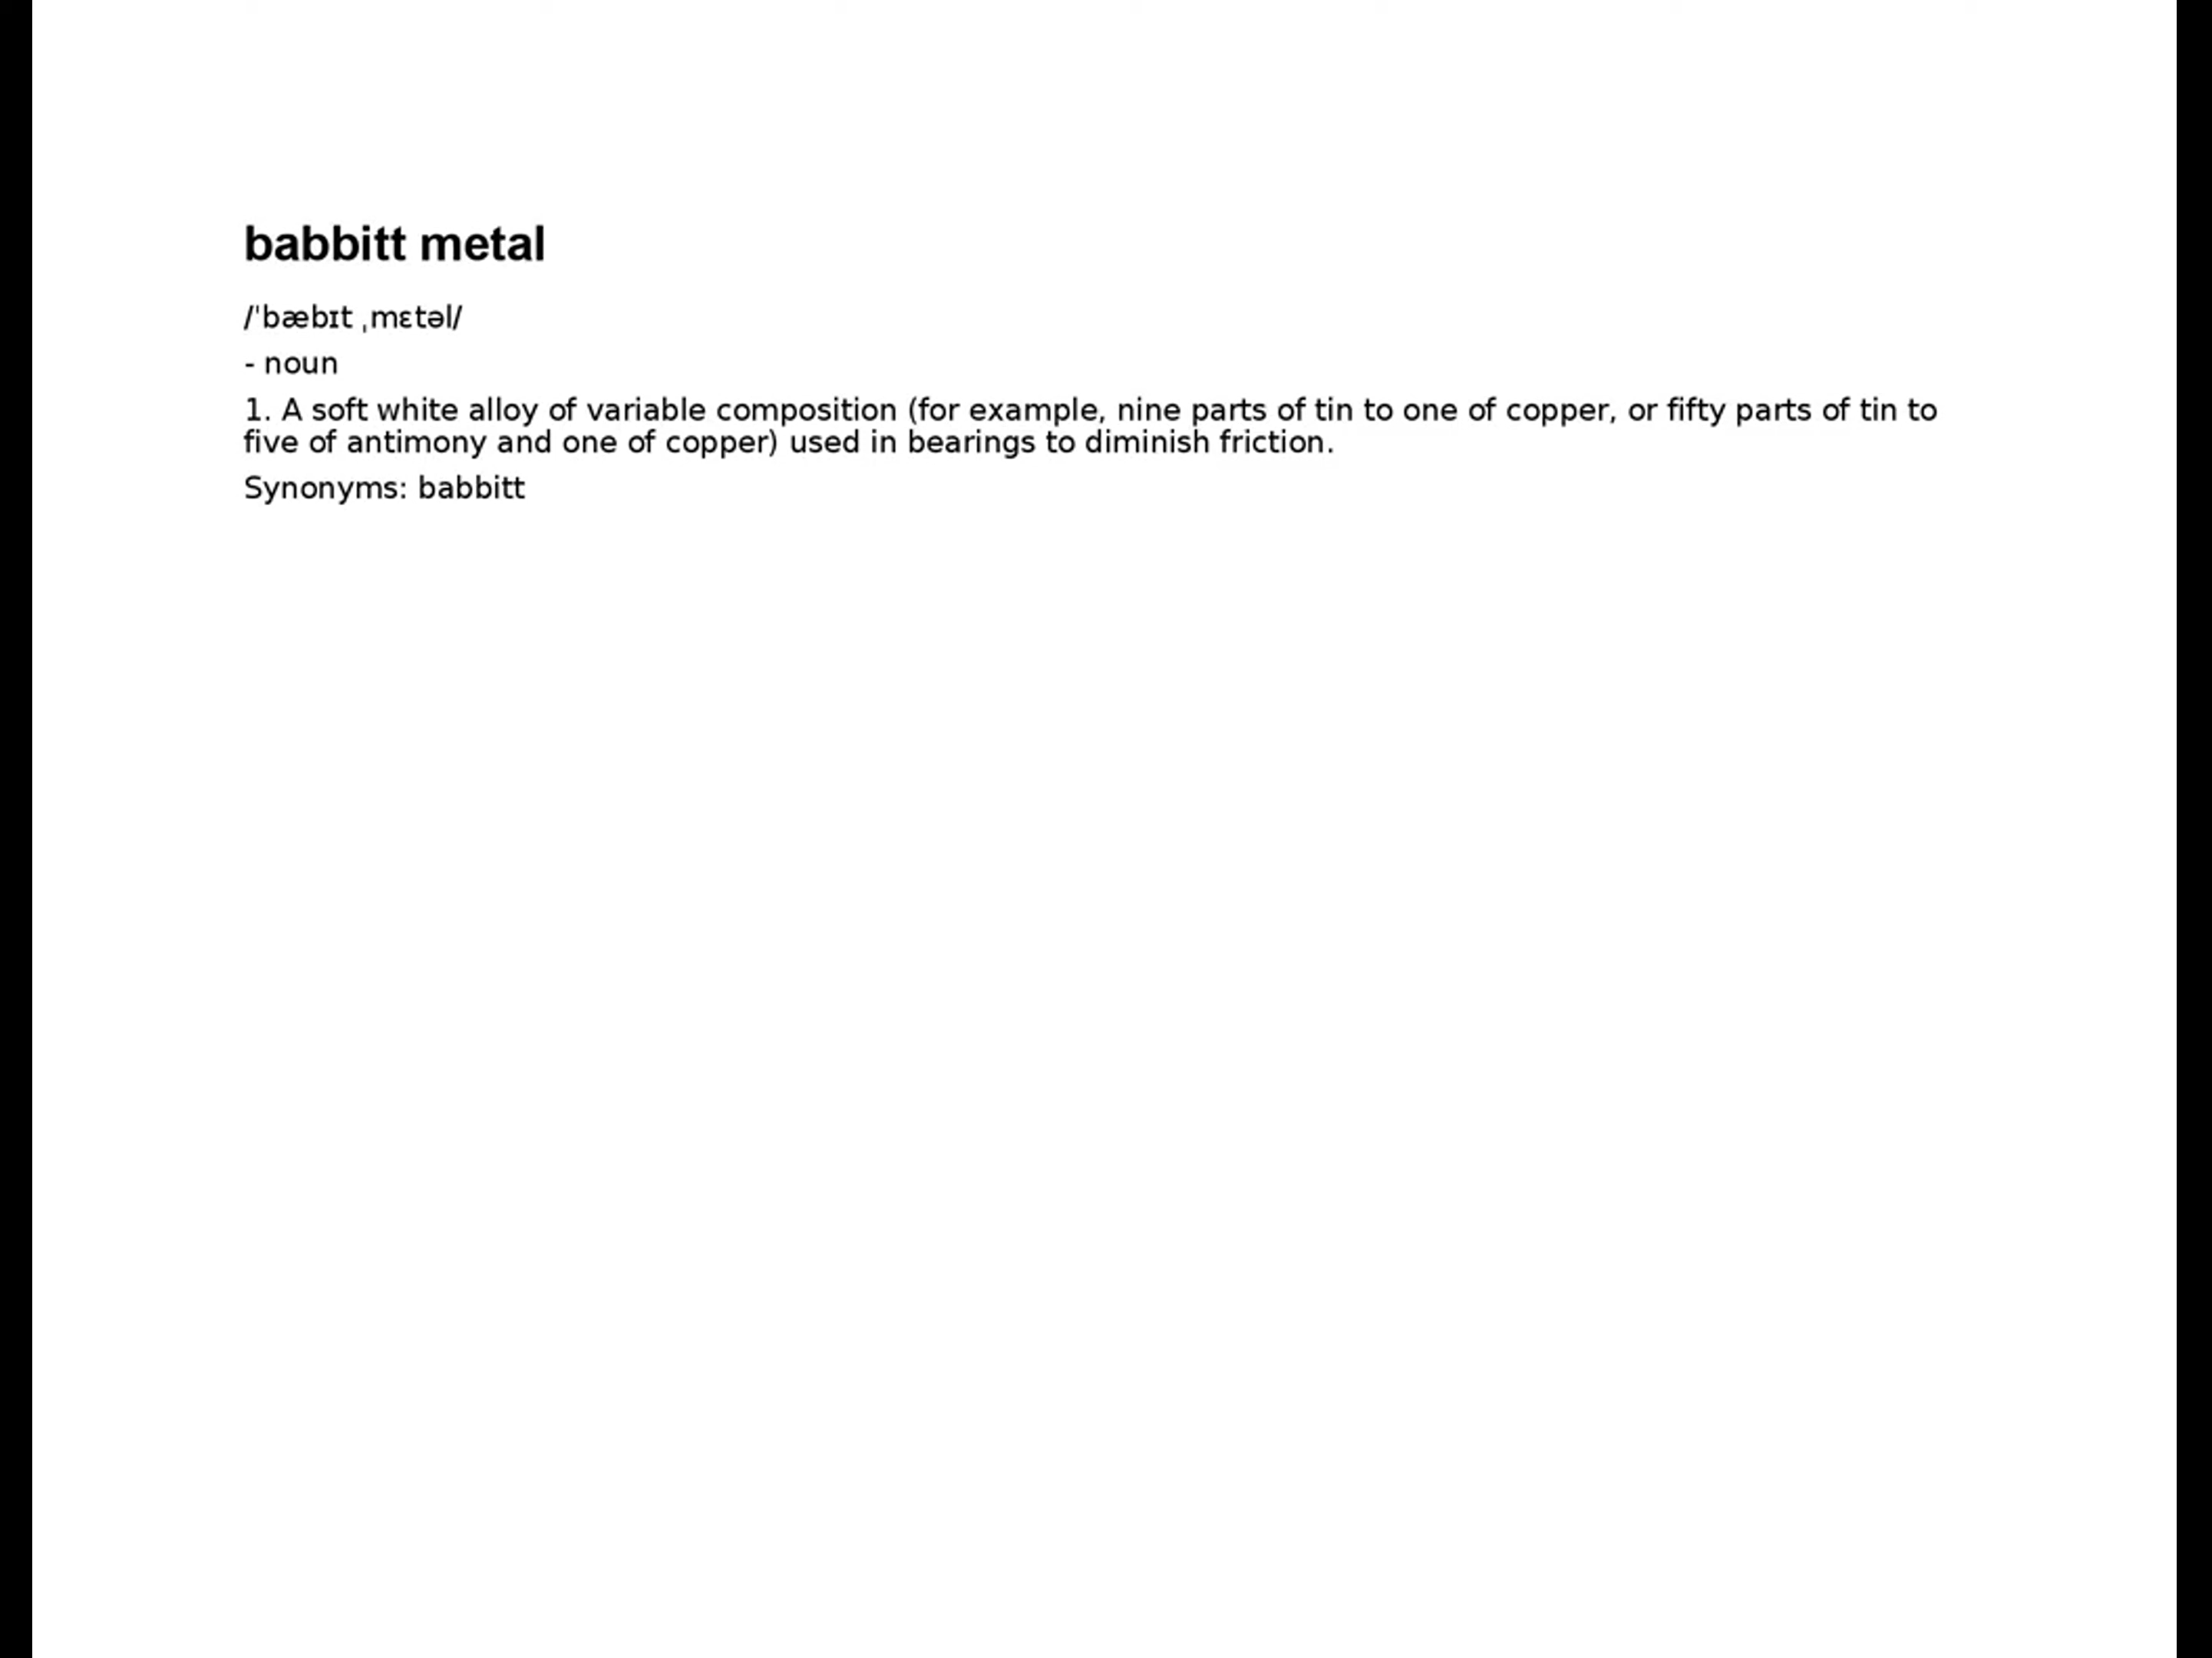 babbitt metal
/ˈbæbɪt ˌmɛtəl/
- noun
1. A soft white alloy of variable composition (for example, nine parts of tin to one of copper, or fifty parts of tin to
five of antimony and one of copper) used in bearings to diminish friction.
Synonyms: babbitt